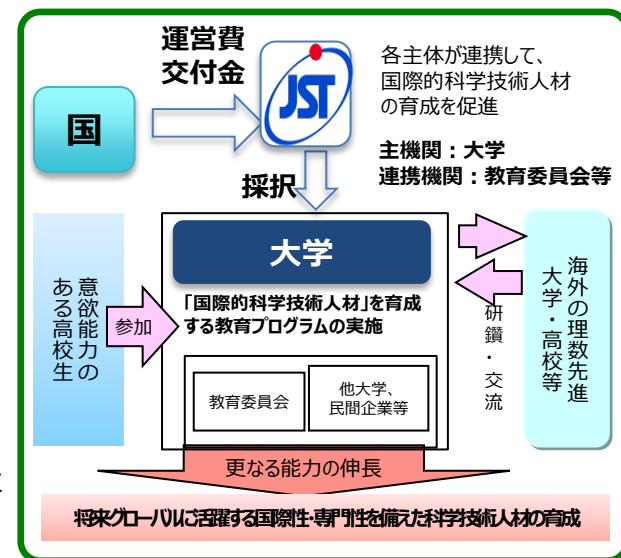 運営費
交付金
国
JST
各主体が連携して、
国際的科学技術人材
の育成を促進
主機関：大学
連携機関：教育委員会等
採択
大学
「国際的科学技術人材」を育成
する教育プログラムの実施
意欲能力の
ある高校生
参加
教育委員会
他大学、
民間企業等
研鑽・交流
海外の理数先進
大学・高校等
更なる能力の伸長
将来グローバルに活躍する国際性・専門性を備えた科学技術人材の育成